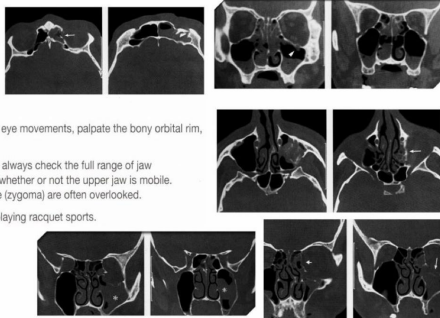 eye movements, palpate the bony orbital rim,
always check the full range of jaw
whether or not the upper jaw is mobile.
e (zygoma) are often overlooked.
laying racquet sports.